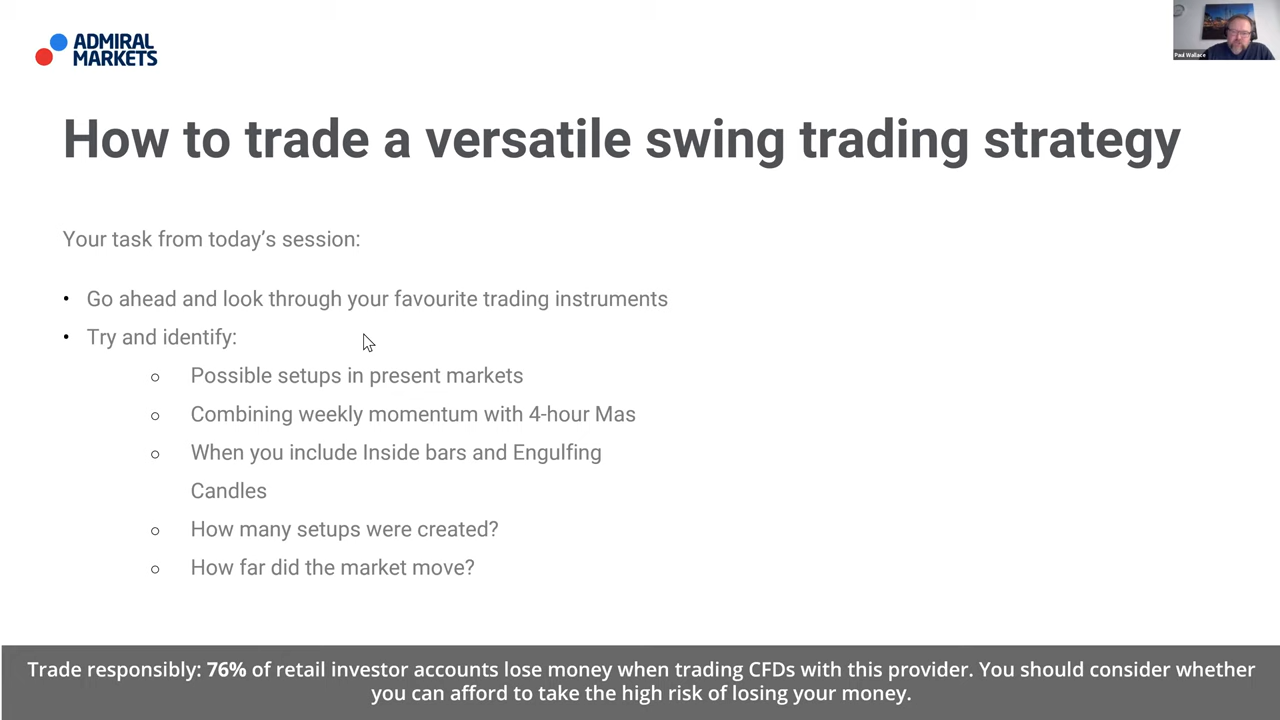 ADMIRAL
MARKETS
Paul Wallace
How to trade a versatile swing trading strategy
Your task from today’s session:
• Go ahead and look through your favourite trading instruments
• Try and identify:
○ Possible setups in present markets
○ Combining weekly momentum with 4-hour Mas
○ When you include Inside bars and Engulfing
Candles
○ How many setups were created?
○ How far did the market move?
Trade responsibly: 76% of retail investor accounts lose money when trading CFDs with this provider. You should consider whether
you can afford to take the high risk of losing your money.